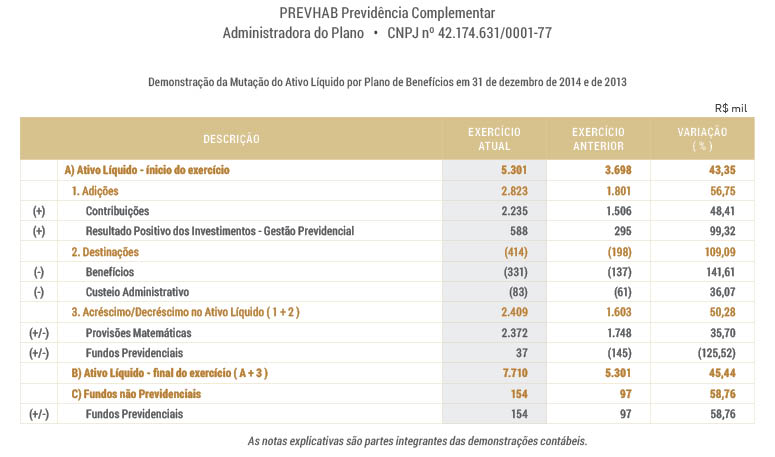 PREVHAB Previdência Complementar
Administradora do Plano • CNPJ nº 42.174.631/0001-77
Demonstração da Mutação do Ativo Líquido por Plano de Benefícios em 31 de dezembro de 2014 e de 2013
R$ mil
DESCRIÇÃO EXERCÍCIO ATUAL EXERCÍCIO ANTERIOR VARIAÇÃO ( % )
A) Ativo Líquido - ínicio do exercício 5.301 3.698 43,35
1. Adições 2.823 1.801 56,75
(+) Contribuições 2.235 1.506 48,41
(+) Resultado Positivo dos Investimentos - Gestão Previdencial 588 295 99,32
2. Destinações (414) (198) 109,09
(-) Benefícios (331) (137) 141,61
(-) Custeio Administrativo (83) (61) 36,07
3. Acréscimo/Decréscimo no Ativo Líquido ( 1 + 2 ) 2.409 1.603 50,28
(+/-) Provisões Matemáticas 2.372 1.748 35,70
(+/-) Fundos Previdenciais 37 (145) (125,52)
B) Ativo Líquido - final do exercício ( A + 3 ) 7.710 5.301 45,44
C) Fundos não Previdenciais 154 97 58,76
(+/-) Fundos Previdenciais 154 97 58,76
As notas explicativas são partes integrantes das demonstrações contábeis.